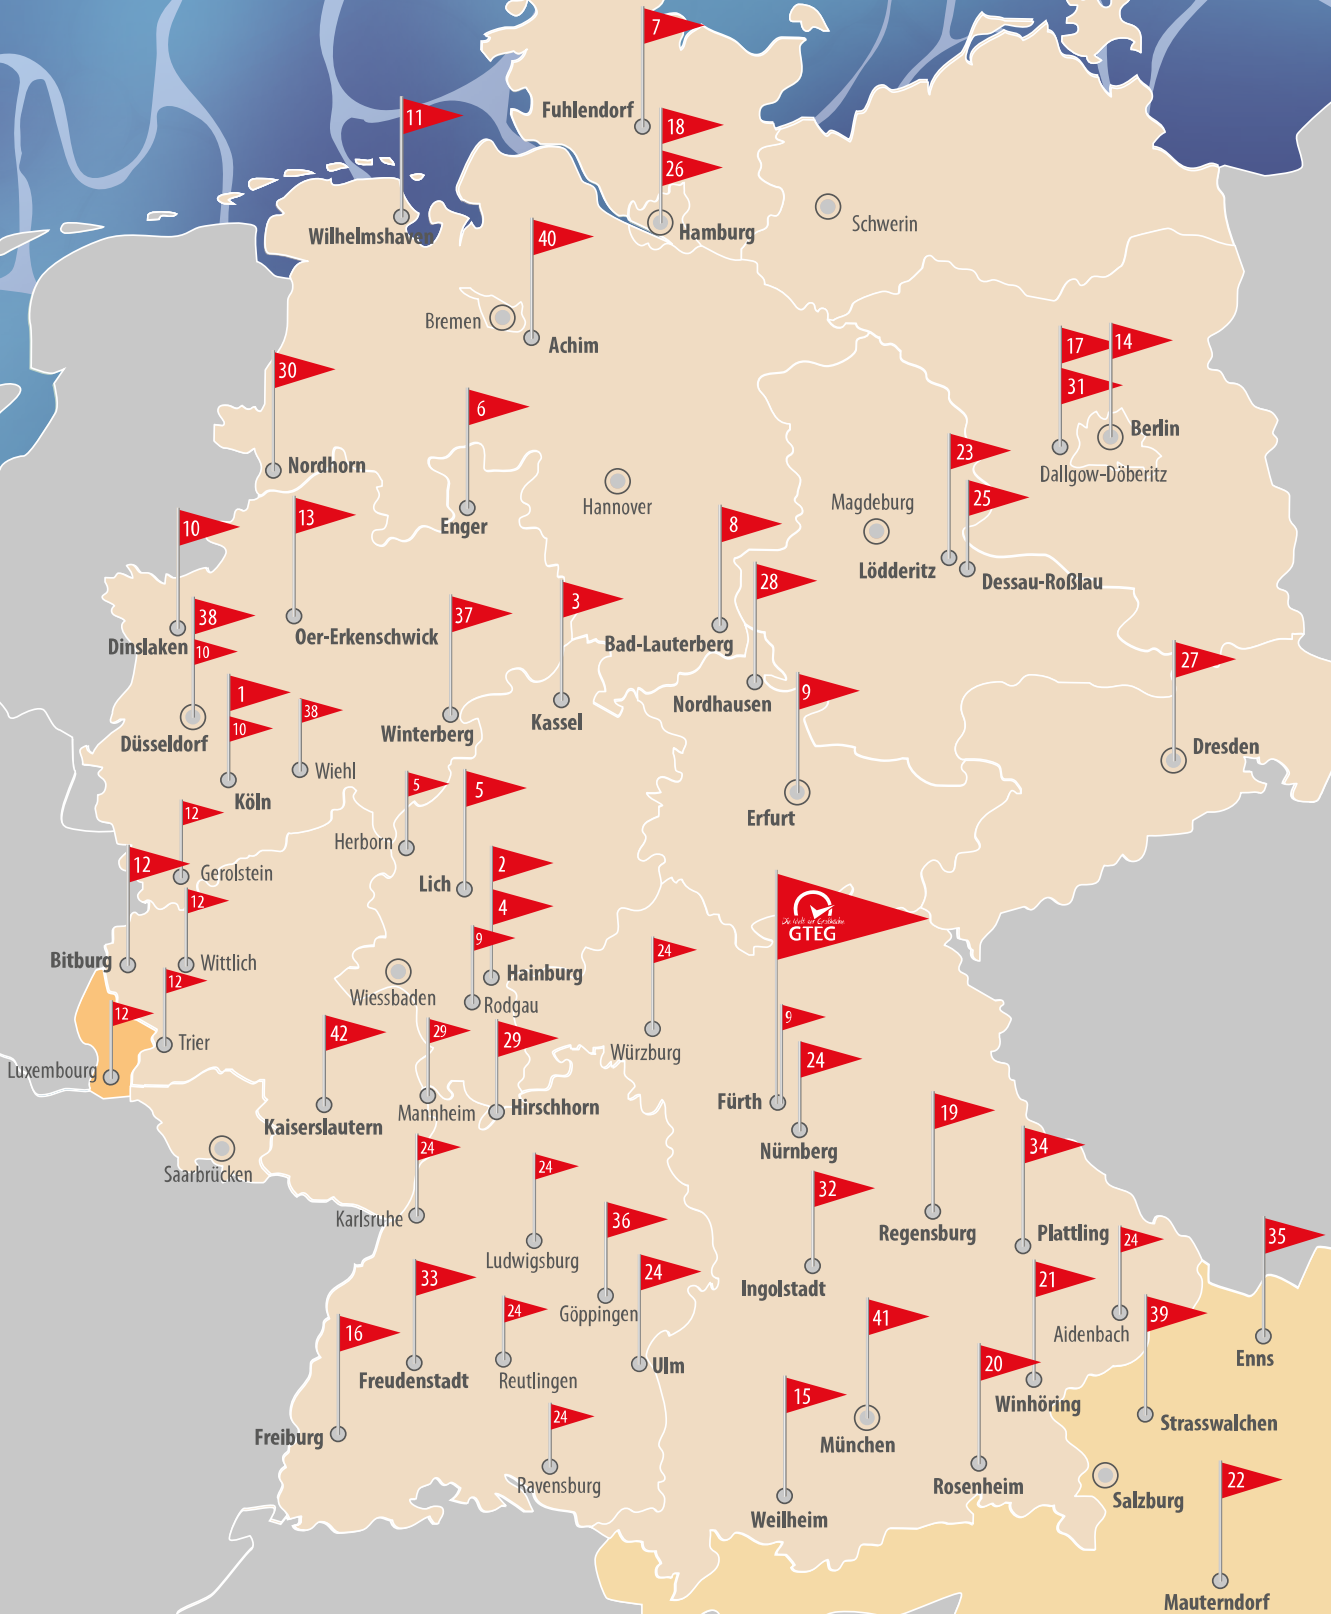 7
Fuhlendorf
11
18
26
Wilhelmshaven
Hamburg
Schwerin
40
Bremen
Achim
17
14
31
Berlin
Dallgow-Döberitz
30
Nordhorn
6
Enger
Hannover
23
25
Magdeburg
Lödderitz
Dessau-Roßlau
10
13
8
28
Dinslaken
Oer-Erkenschwick
38
10
37
3
Bad-Lauterberg
Nordhausen
27
Dresden
Düsseldorf
1
10
38
Wiehl
Köln
Winterberg
Kassel
9
Erfurt
12
Gerolstein
5
Herborn
5
Lich
12
Bitburg
12
Wittlich
2
4
Hainburg
9
Rodgau
Wiessbaden
24
Würzburg
GTEG
9
Fürth
24
Nürnberg
12
Trier
12
Luxembourg
42
Kaiserslautern
29
Mannheim
29
Hirschhorn
Saarbrücken
19
Regensburg
34
Plattling
24
Karlsruhe
24
Ludwigsburg
36
Göppingen
32
Ingolstadt
24
Aidenbach
35
Enns
33
Freudenstadt
24
Reutlingen
24
Ulm
21
Winhöring
39
Strasswalchen
16
Freiburg
24
Ravensburg
41
München
20
Rosenheim
15
Weilheim
Salzburg
22
Mauterndorf